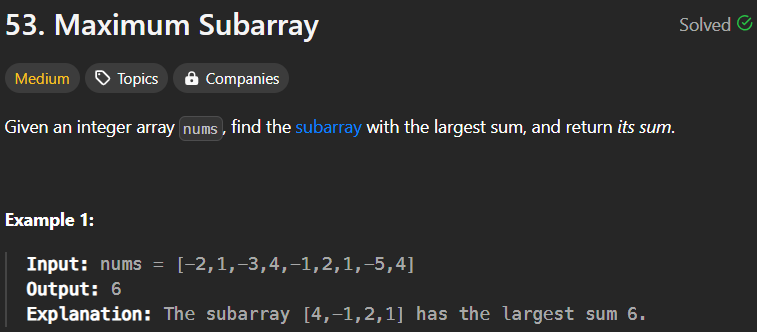 53. Maximum Subarray Solved
Medium Topics Companies
Given an integer array nums, find the subarray with the largest sum, and return its sum.
Example 1:
Input: nums = [-2,1,-3,4,-1,2,1,-5,4]
Output: 6
Explanation: The subarray [4,-1,2,1] has the largest sum 6.